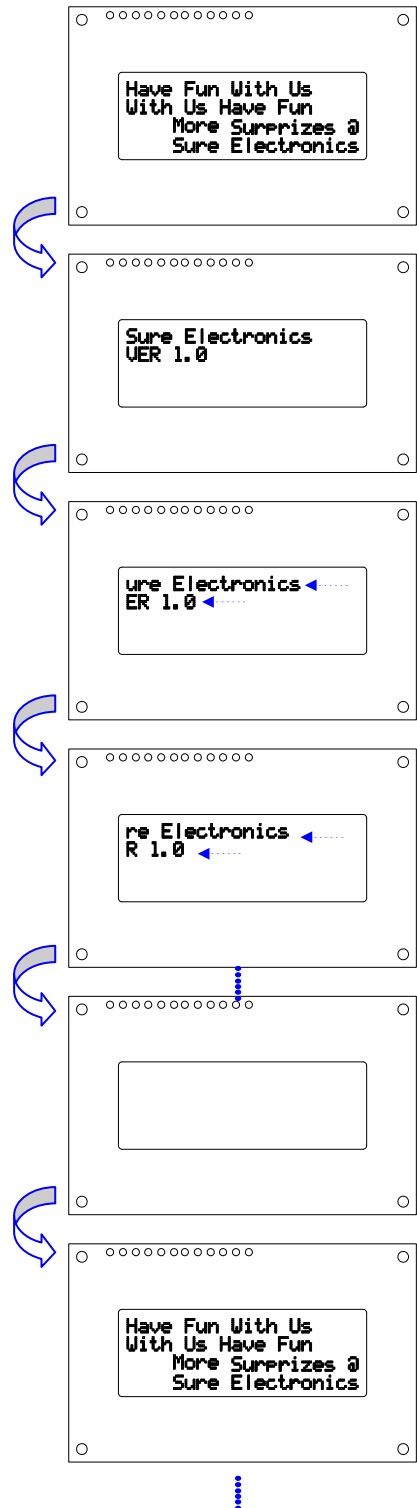 Have Fun With Us
With Us Have Fun
More Surprizes @
Sure Electronics
Sure Electronics
VER 1.0
ure Electronics
ER 1.0
re Electronics
R 1.0
Have Fun With Us
With Us Have Fun
More Surprizes @
Sure Electronics